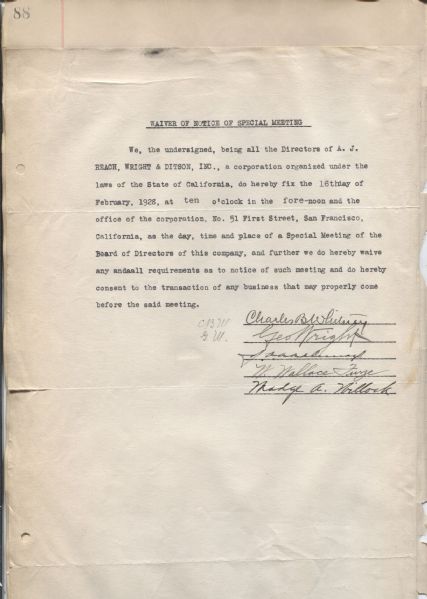 88
WAIVER OF NOTICE OF SPECIAL MEETING
We, the undersigned, being all the Directors of A. J.
REACH, WRIGHT & DITSON, INC., a corporation organized under the
laws of the State of California, do hereby fix the 16thday of
February, 1928, at ten o'clock in the fore-noon and the
office of the corporation, No. 51 First Street, San Francisco,
California, as the day, time and place of a Special Meeting of the
Board of Directors of this company, and further we do hereby waive
any andaall requirements as to notice of such meeting and do hereby
consent to the transaction of any business that may properly come
before the said meeting.
Charles B Whitney
Geo Wright
W. Wallace
Madge A. Willock